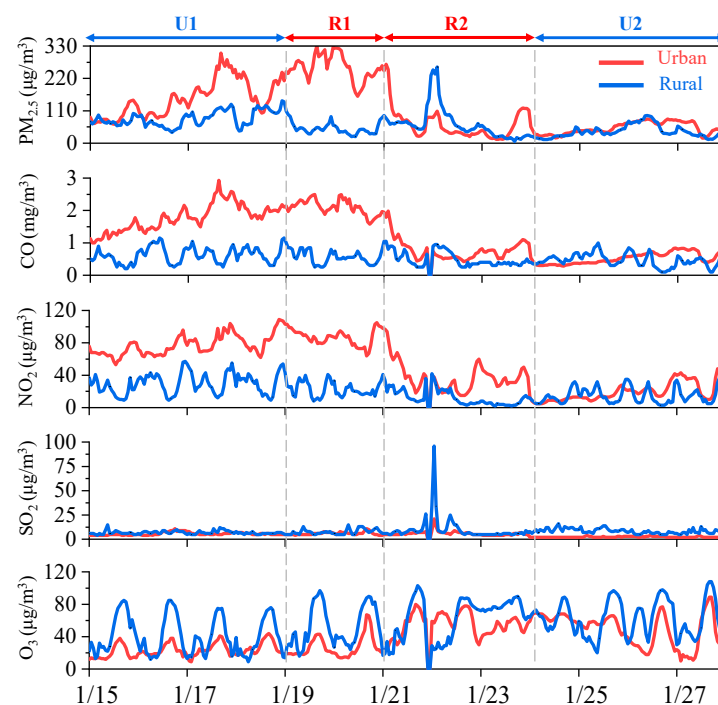 U1 R1 R2 U2
PM2.5 (μg/m³)
330
220
110
0
Urban
Rural
CO (mg/m³)
3
2
1
0
NO2 (μg/m³)
120
80
40
0
SO2 (μg/m³)
100
75
50
25
0
O3 (μg/m³)
120
80
40
0
1/15 1/17 1/19 1/21 1/23 1/25 1/27